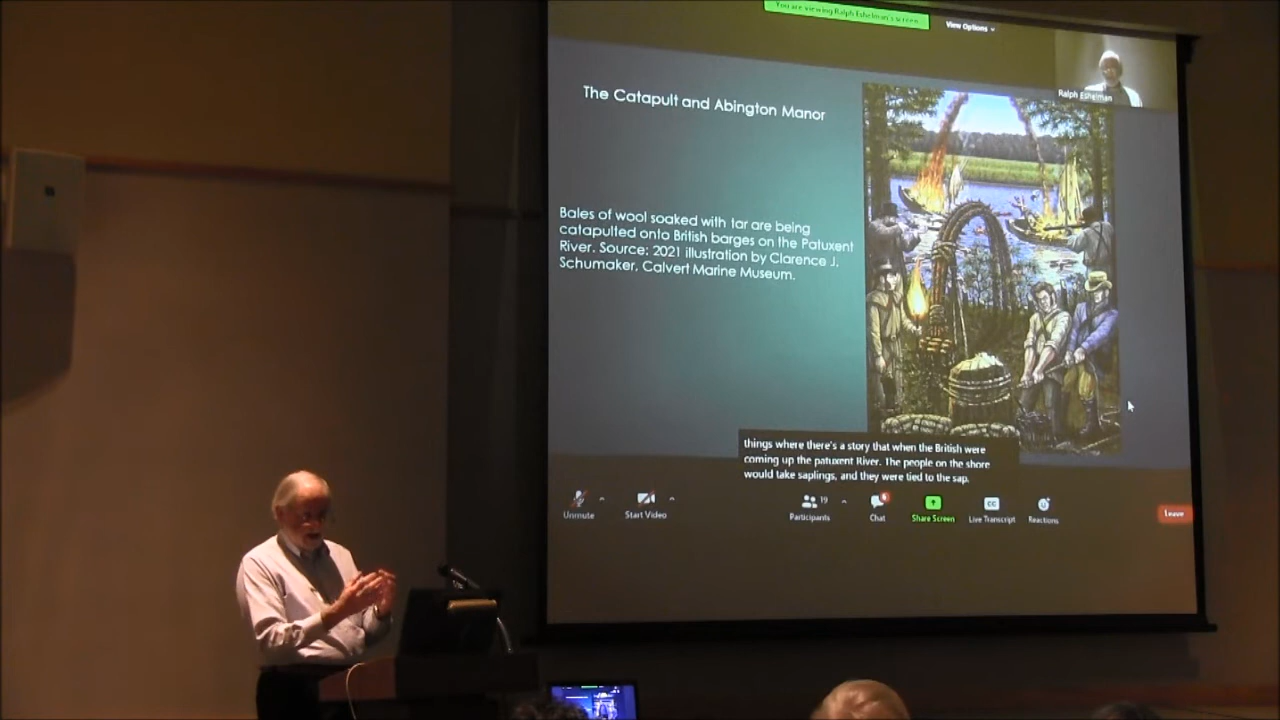 You are viewing Ralph Eshelman's screen
View Options
Ralph Eshelman
The Catapult and Abington Manor
Bales of wool soaked with tar are being
catapulted onto British barges on the Patuxent
River. Source: 2021 illustration by Clarence J.
Schumaker, Calvert Marine Museum.
things where there's a story that when the British were
coming up the patuxent River. The people on the shore
would take saplings, and they were tied to the sap.
Unmute
Start Video
Participants
19
Chat
6
Share Screen
CC
Live Transcript
Reactions
Leave